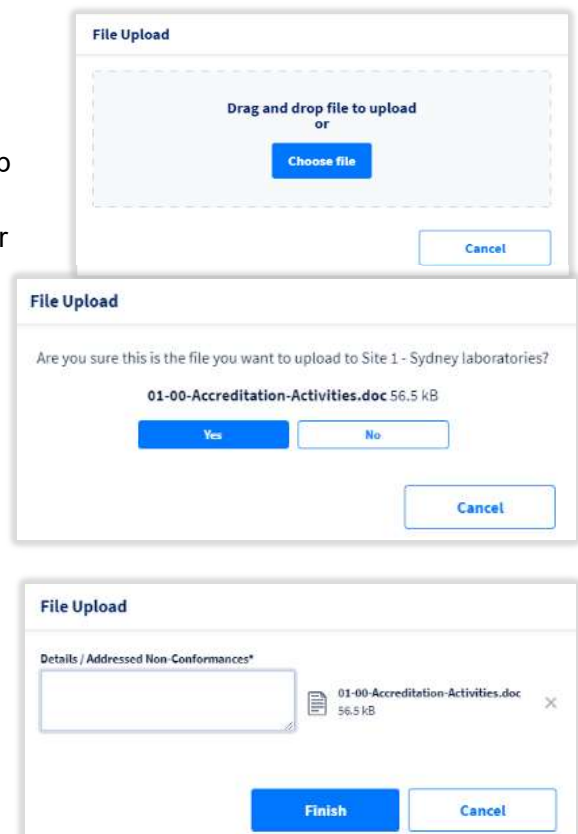 File Upload
Drag and drop file to upload
or
Choose file
Cancel
File Upload
Are you sure this is the file you want to upload to Site 1 - Sydney laboratories?
01-00-Accreditation-Activities.doc 56.5 kB
Yes No
Cancel
File Upload
Details / Addressed Non-Conformances*
01-00-Accreditation-Activities.doc
56.5 kB
Finish Cancel